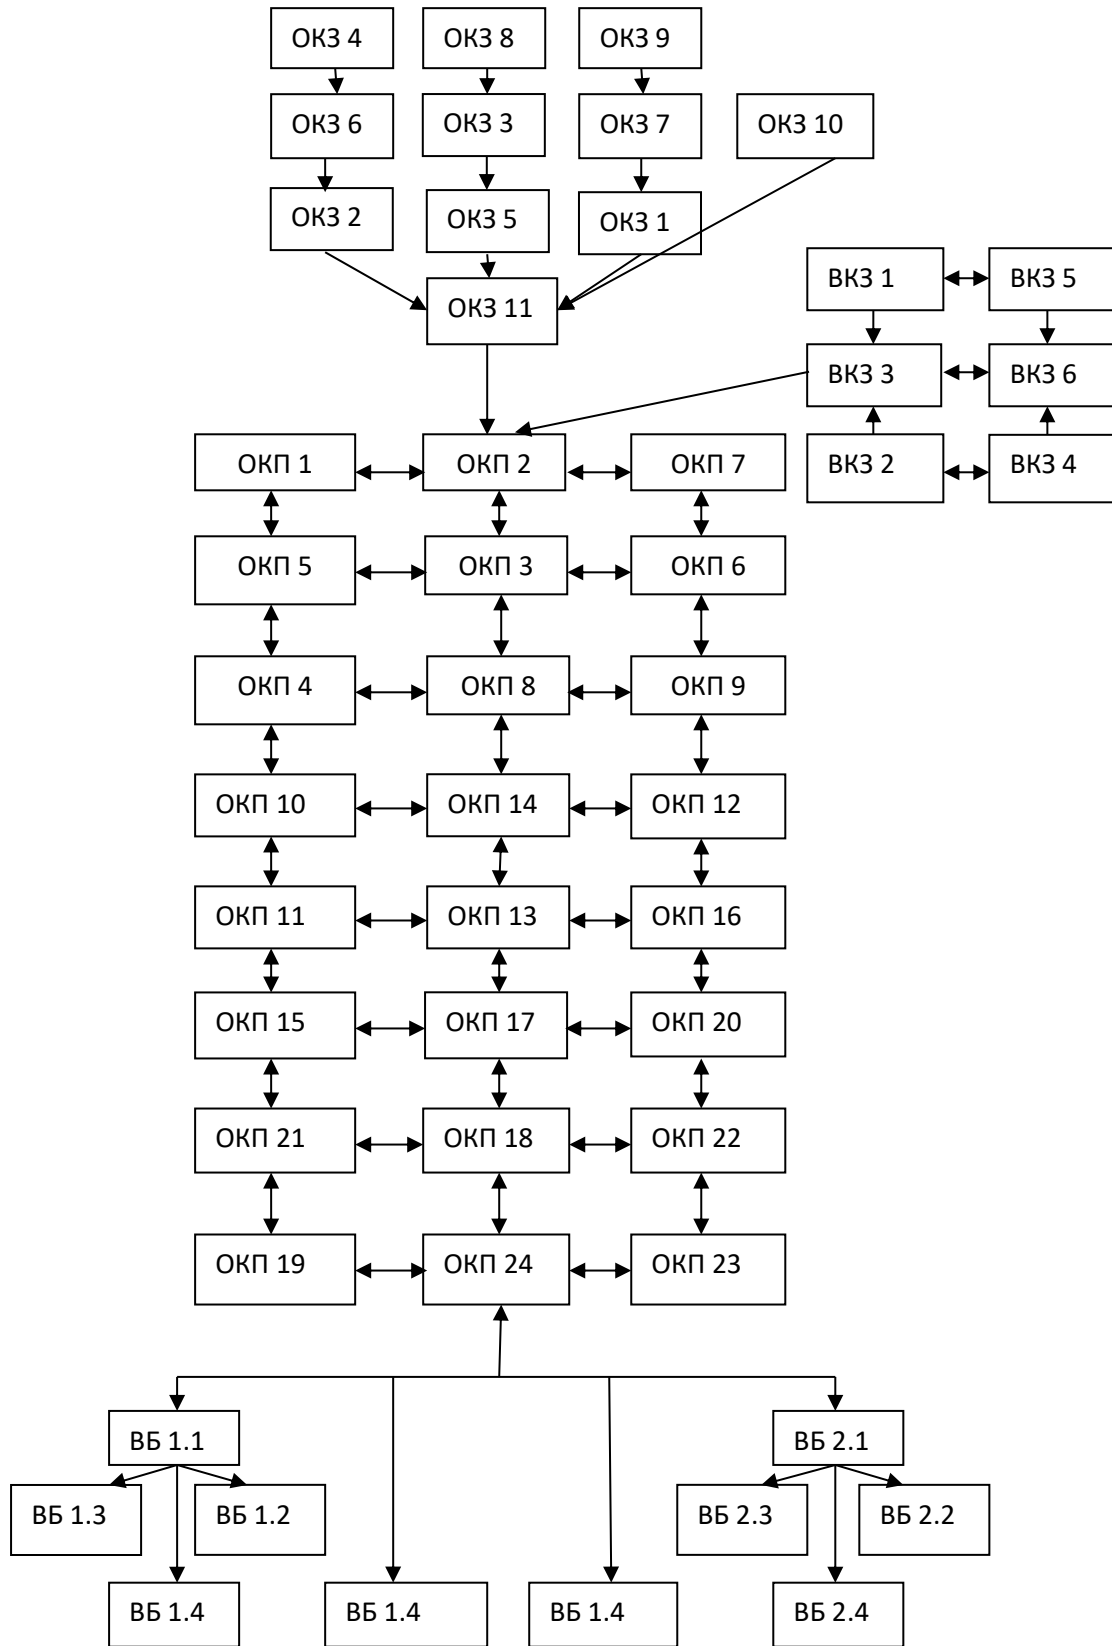 ОКЗ 4
ОКЗ 8
ОКЗ 9
ОКЗ 6
ОКЗ 3
ОКЗ 7
ОКЗ 10
ОКЗ 2
ОКЗ 5
ОКЗ 1
ОКЗ 11
ВКЗ 1
ВКЗ 5
ВКЗ 3
ВКЗ 6
ВКЗ 2
ВКЗ 4
ОКП 1
ОКП 2
ОКП 7
ОКП 5
ОКП 3
ОКП 6
ОКП 4
ОКП 8
ОКП 9
ОКП 10
ОКП 14
ОКП 12
ОКП 11
ОКП 13
ОКП 16
ОКП 15
ОКП 17
ОКП 20
ОКП 21
ОКП 18
ОКП 22
ОКП 19
ОКП 24
ОКП 23
ВБ 1.1
ВБ 2.1
ВБ 1.3
ВБ 1.2
ВБ 2.3
ВБ 2.2
ВБ 1.4
ВБ 1.4
ВБ 1.4
ВБ 2.4